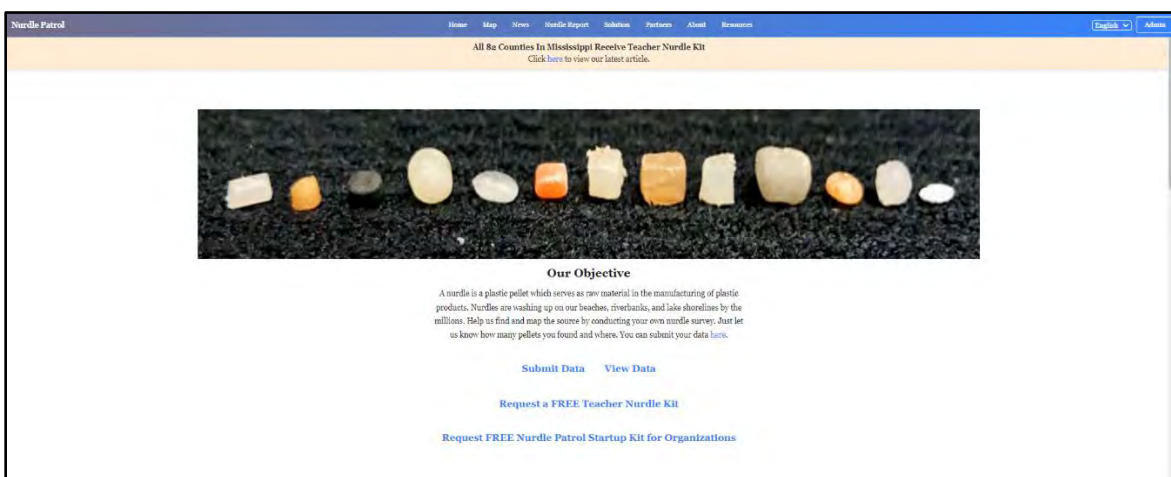 Nurdle Patrol
Home Map News Nurdle Report Solution Partners About Resources
English Admin
All 82 Counties In Mississippi Receive Teacher Nurdle Kit
Click here to view our latest article.
Our Objective
A nurdle is a plastic pellet which serves as raw material in the manufacturing of plastic
products. Nurdles are washing up on our beaches, riverbanks, and lake shorelines by the
millions. Help us find and map the source by conducting your own nurdle survey. Just let
us know how many pellets you found and where. You can submit your data here.
Submit Data View Data
Request a FREE Teacher Nurdle Kit
Request FREE Nurdle Patrol Startup Kit for Organizations